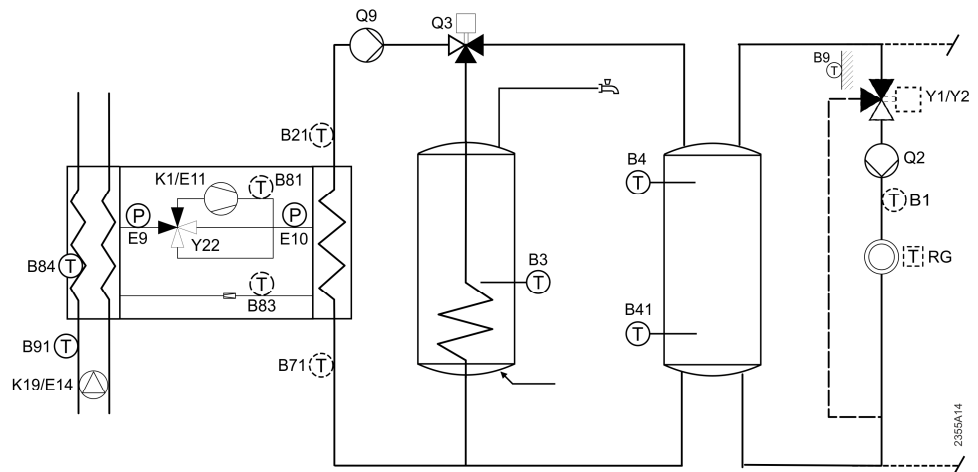 Q9
Q3
B9
T
Y1/Y2
B21
T
K1/E11
T
B81
Q2
B4
T
T
B1
P
E9
P
E10
Y22
B84
T
T
B83
B3
T
T
RG
B41
T
B91
T
B71
T
K19/E14
2355A14